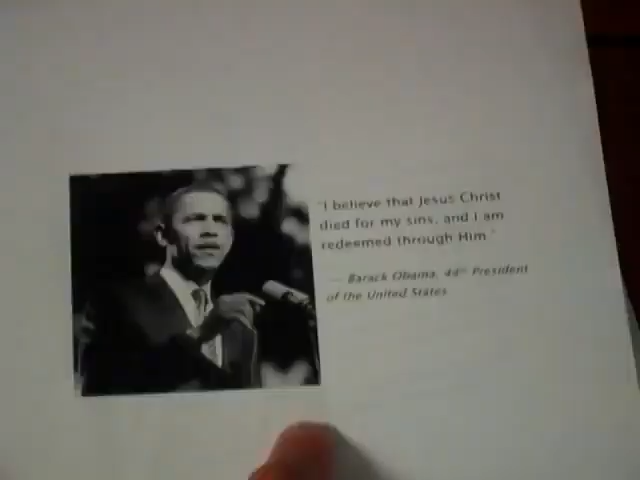 "I believe that Jesus Christ
died for my sins, and I am
redeemed through Him."
— Barack Obama, 44th President
of the United States